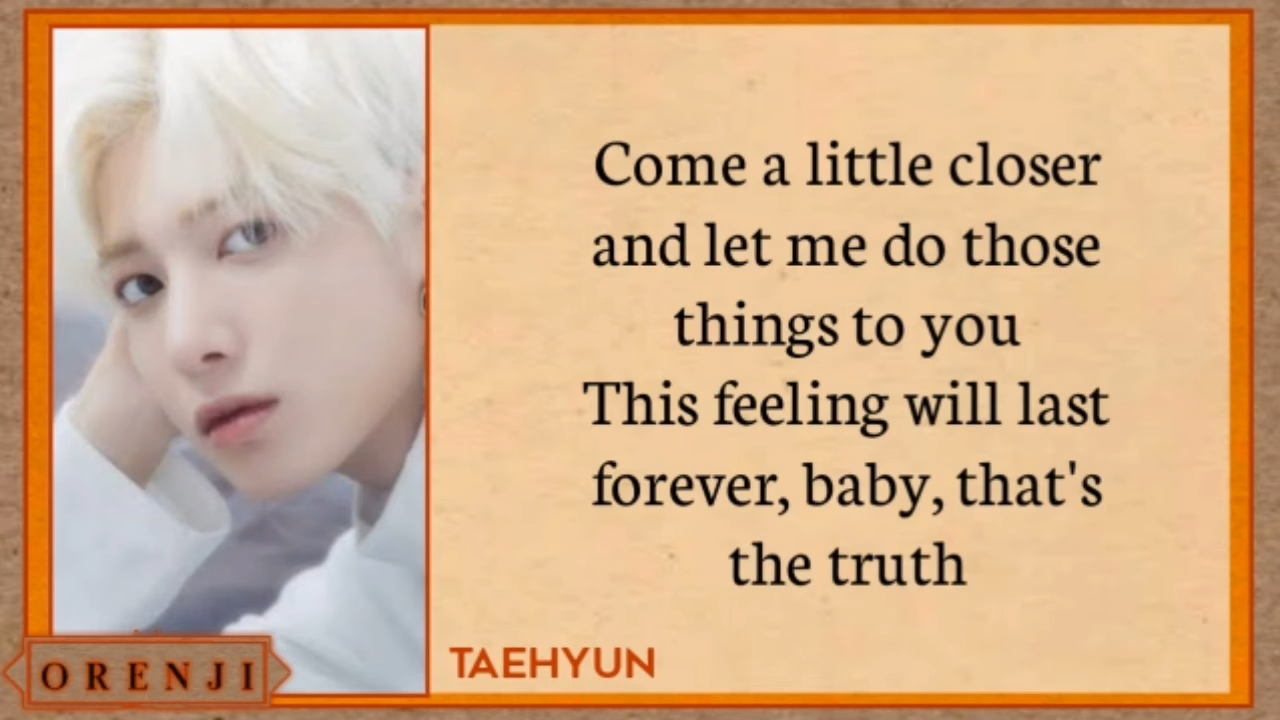 Come a little closer
and let me do those
things to you
This feeling will last
forever, baby, that's
the truth
TAEHYUN
ORENJI